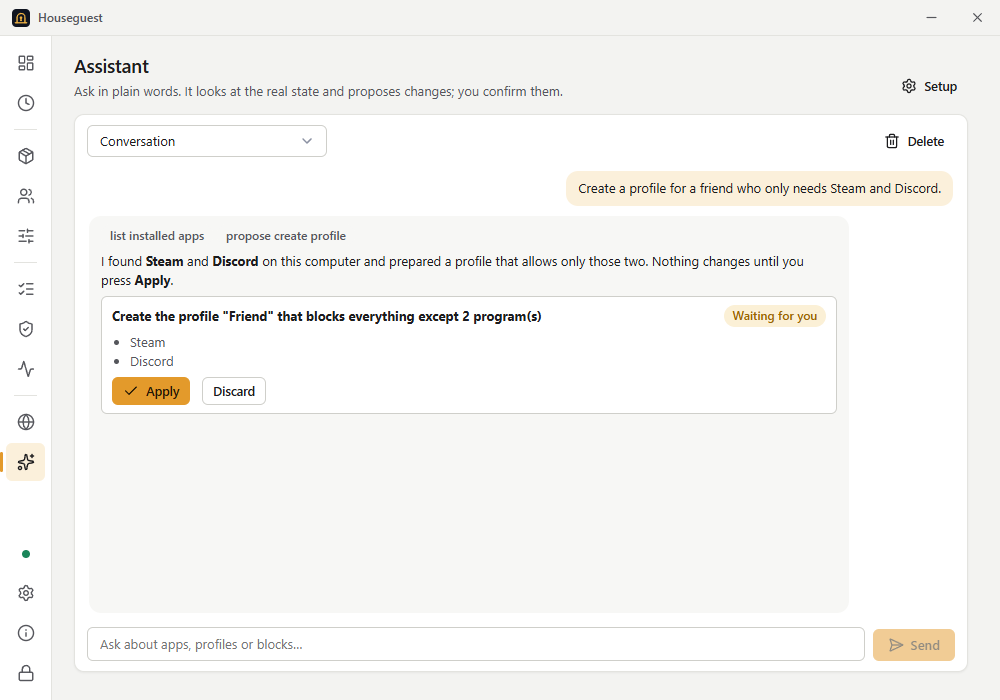 Houseguest
Assistant
Ask in plain words. It looks at the real state and proposes changes; you confirm them.
Setup
Conversation
Delete
Create a profile for a friend who only needs Steam and Discord.
list installed apps propose create profile
I found Steam and Discord on this computer and prepared a profile that allows only those two. Nothing changes until you
press Apply.
Create the profile "Friend" that blocks everything except 2 program(s)
Waiting for you
Steam
Discord
Apply Discard
Ask about apps, profiles or blocks...
Send